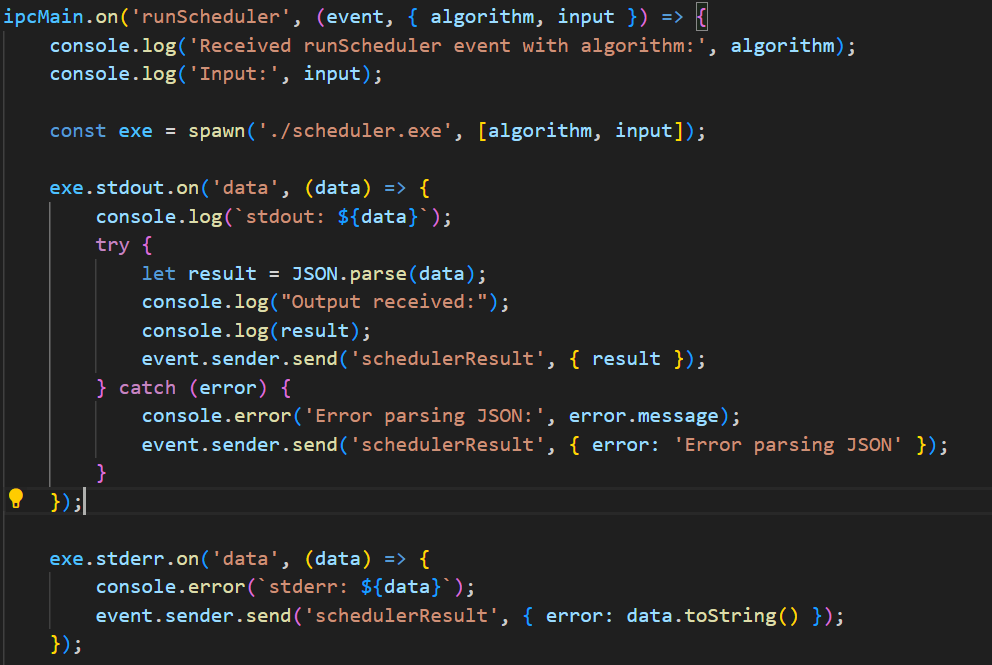 ipcMain.on('runScheduler', (event, { algorithm, input }) => {
    console.log('Received runScheduler event with algorithm:', algorithm);
    console.log('Input:', input);

    const exe = spawn('./scheduler.exe', [algorithm, input]);

    exe.stdout.on('data', (data) => {
        console.log(`stdout: ${data}`);
        try {
            let result = JSON.parse(data);
            console.log("Output received:");
            console.log(result);
            event.sender.send('schedulerResult', { result });
        } catch (error) {
            console.error('Error parsing JSON:', error.message);
            event.sender.send('schedulerResult', { error: 'Error parsing JSON' });
        }
    });

    exe.stderr.on('data', (data) => {
        console.error(`stderr: ${data}`);
        event.sender.send('schedulerResult', { error: data.toString() });
    });